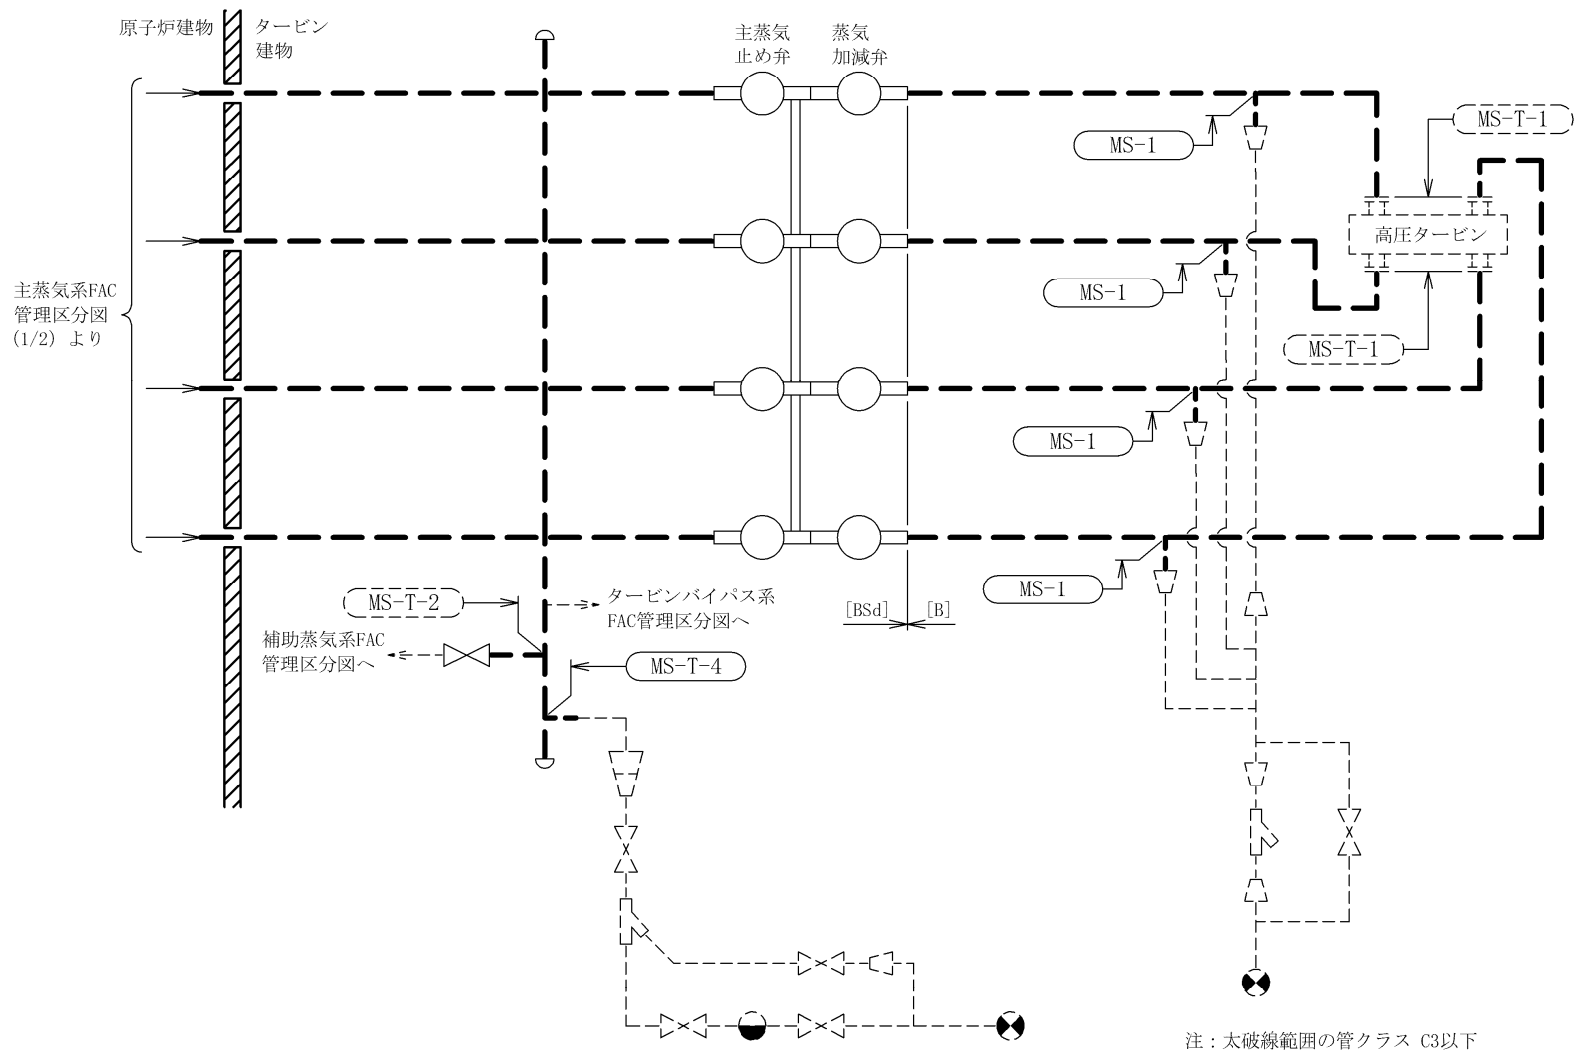 原子炉建物
タービン
建物
主蒸気
止め弁
蒸気
加減弁
MS-T-1
MS-1
高圧タービン
MS-1
主蒸気系FAC
管理区分図
(1/2) より
MS-T-1
MS-1
MS-1
MS-T-2
タービンバイパス系
FAC管理区分図へ
[BSd]
[B]
補助蒸気系FAC
管理区分図へ
MS-T-4
注：太破線範囲の管クラス C3以下